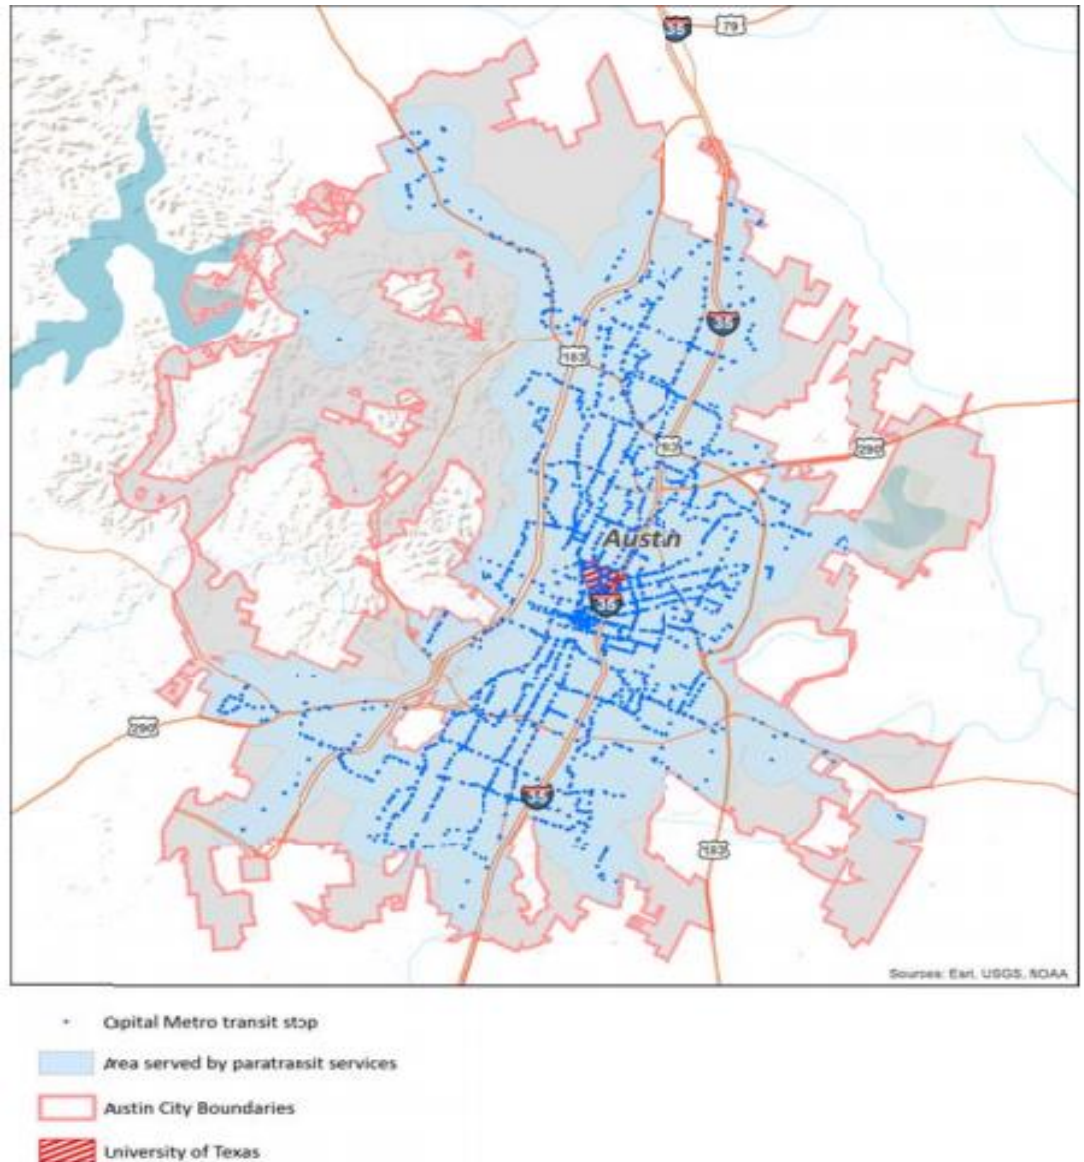 35
79
35
183
183
290
Austin
35
290
35
183
Sources: Esri, USGS, NOAA
Capital Metro transit stop
Area served by paratransit services
Austin City Boundaries
University of Texas